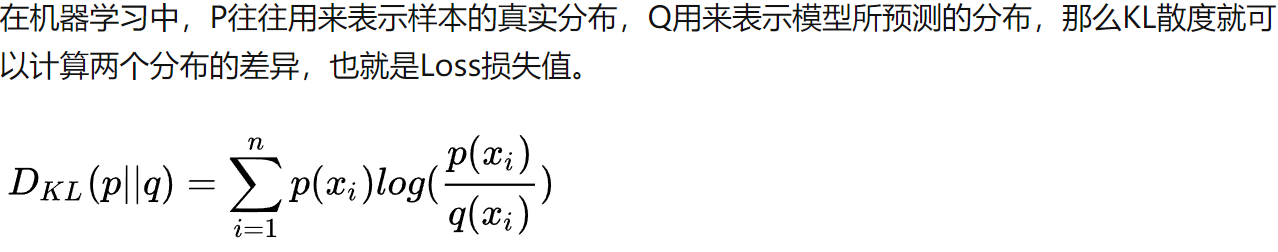 在机器学习中，P往往用来表示样本的真实分布，Q用来表示模型所预测的分布，那么KL散度就可
以计算两个分布的差异，也就是Loss损失值。
D_{KL}(p||q) = \sum_{i=1}^{n} p(x_i)log(\frac{p(x_i)}{q(x_i)})